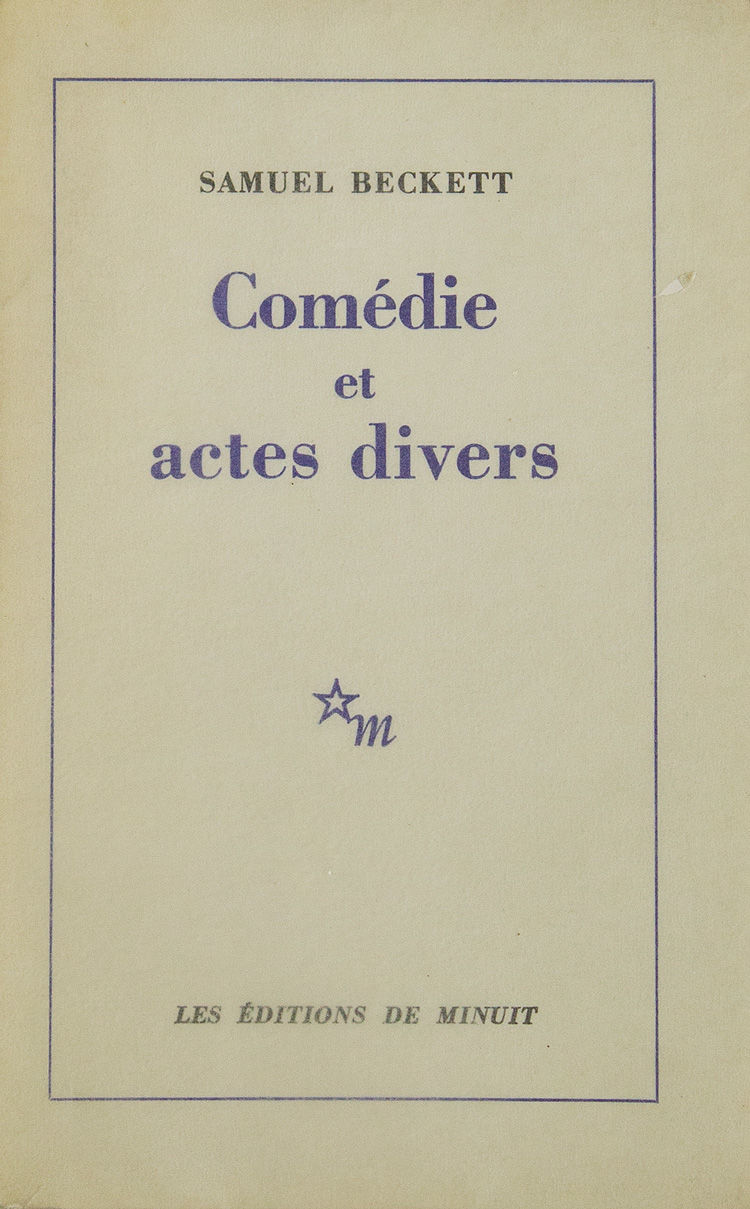 SAMUEL BECKETT
Comédie
et
actes divers
m
LES ÉDITIONS DE MINUIT